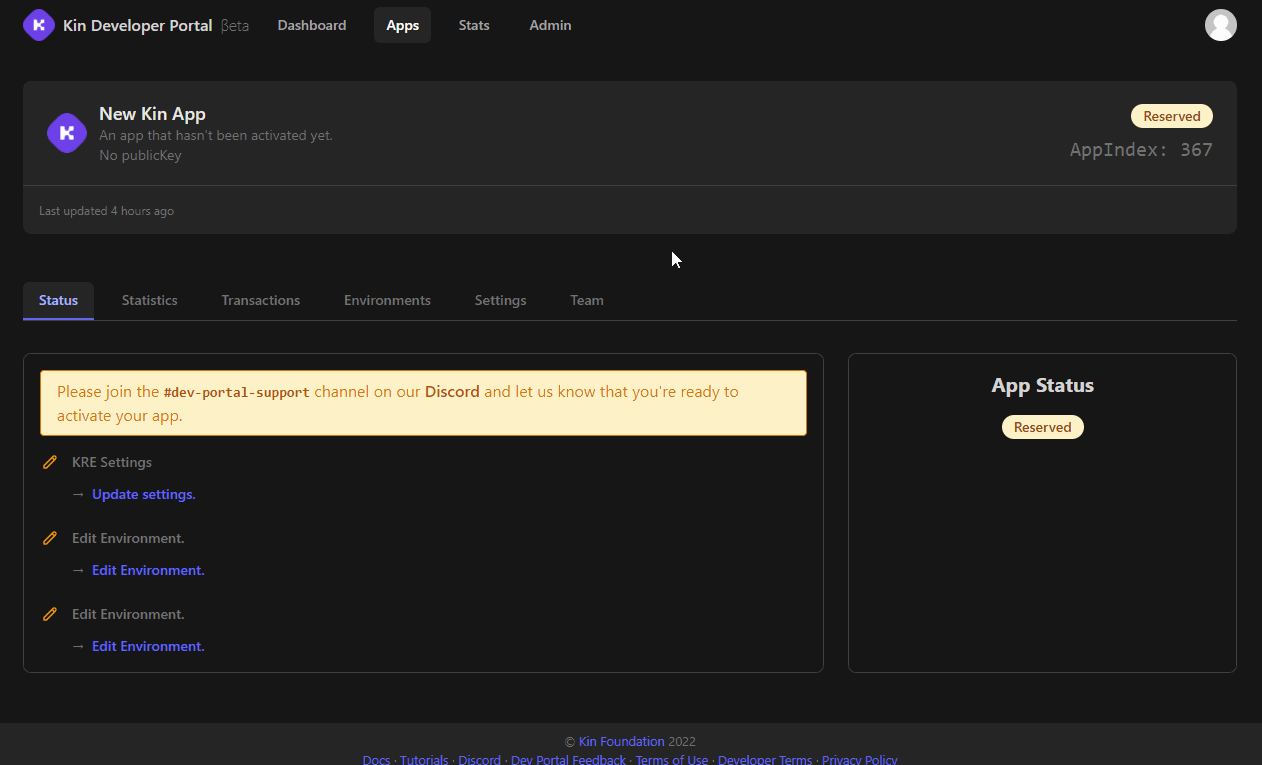 Kin Developer Portal βeta Dashboard Apps Stats Admin
New Kin App
An app that hasn't been activated yet.
No publicKey
Reserved
AppIndex: 367
Last updated 4 hours ago
Status Statistics Transactions Environments Settings Team
Please join the #dev-portal-support channel on our Discord and let us know that you're ready to
activate your app.
KRE Settings
→ Update settings.
Edit Environment.
→ Edit Environment.
Edit Environment.
→ Edit Environment.
App Status
Reserved
© Kin Foundation 2022
Docs · Tutorials · Discord · Dev Portal Feedback · Terms of Use · Developer Terms · Privacy Policy